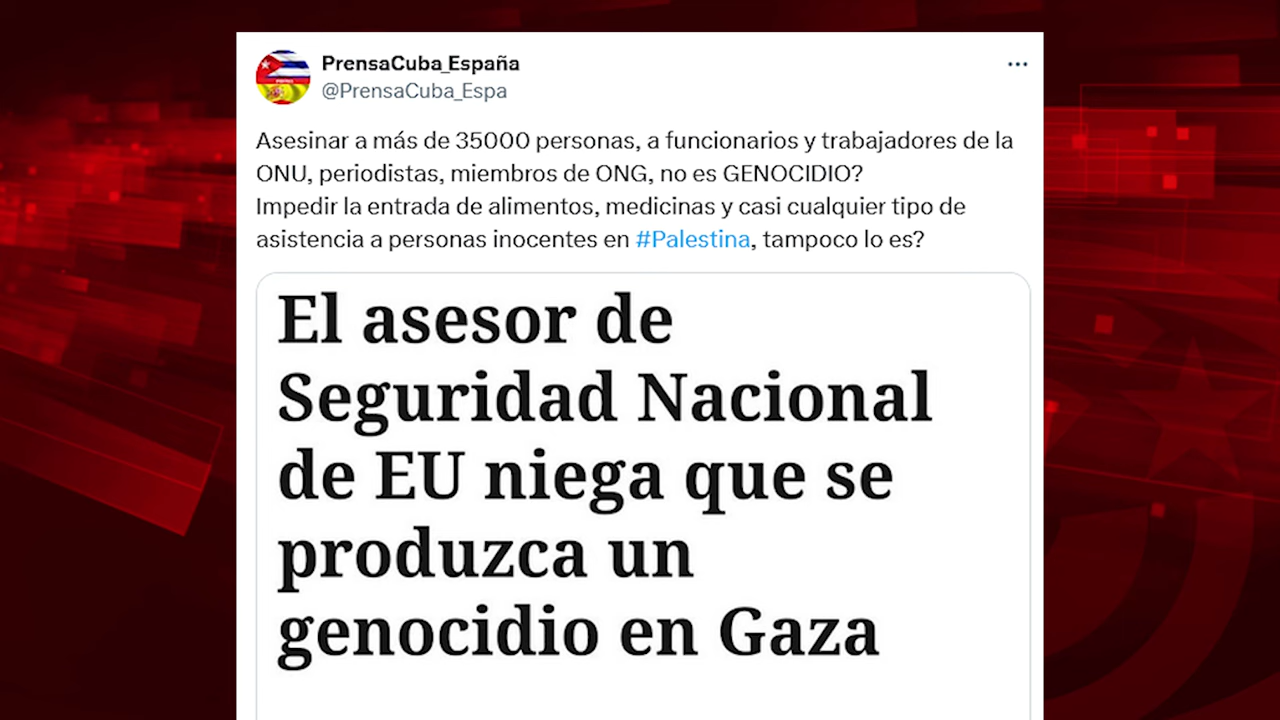 PrensaCuba_España
@PrensaCuba_Espa
Asesinar a más de 35000 personas, a funcionarios y trabajadores de la
ONU, periodistas, miembros de ONG, no es GENOCIDIO?
Impedir la entrada de alimentos, medicinas y casi cualquier tipo de
asistencia a personas inocentes en #Palestina, tampoco lo es?
El asesor de
Seguridad Nacional
de EU niega que se
produzca un
genocidio en Gaza